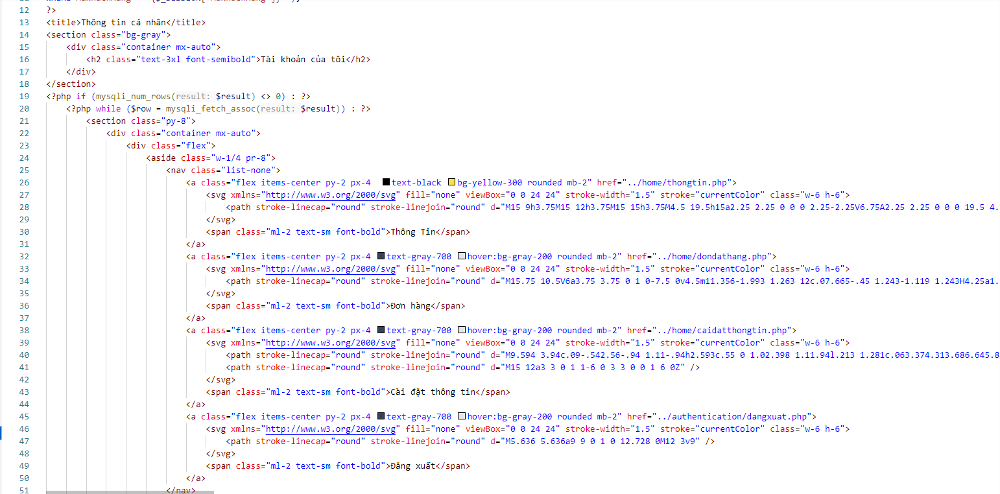 12 ?>
13 <title>Thông tin cá nhân</title>
14 <section class="bg-gray">
15 <div class="container mx-auto">
16 <h2 class="text-3xl font-semibold">Tài khoản của tôi</h2>
17 </div>
18 </section>
19 <?php if (mysqli_num_rows(result: $result) <> 0) : ?>
20 <?php while ($row = mysqli_fetch_assoc(result: $result)) : ?>
21 <section class="py-8">
22 <div class="container mx-auto">
23 <div class="flex">
24 <aside class="w-1/4 pr-8">
25 <nav class="list-none">
26 <a class="flex items-center py-2 px-4  text-black bg-yellow-300 rounded mb-2" href="../home/thongtin.php">
27 <svg xmlns="http://www.w3.org/2000/svg" fill="none" viewBox="0 0 24 24" stroke-width="1.5" stroke="currentColor" class="w-6 h-6">
28 <path stroke-linecap="round" stroke-linejoin="round" d="M15 9h3.75M15 12h3.75M15 15h3.75M4.5 19.5h15a2.25 2.25 0 0 0 2.25-2.25V6.75A2.25 2.25 0 0 0 19.5 4.
29 </svg>
30 <span class="ml-2 text-sm font-bold">Thông Tin</span>
31 </a>
32 <a class="flex items-center py-2 px-4 text-gray-700 hover:bg-gray-200 rounded mb-2" href="../home/dondathang.php">
33 <svg xmlns="http://www.w3.org/2000/svg" fill="none" viewBox="0 0 24 24" stroke-width="1.5" stroke="currentColor" class="w-6 h-6">
34 <path stroke-linecap="round" stroke-linejoin="round" d="M15.75 10.5V6a3.75 3.75 0 1 0-7.5 0v4.5m11.356-1.993 1.263 12c.07.665-.45 1.243-1.119 1.243H4.25a1.
35 </svg>
36 <span class="ml-2 text-sm font-bold">Đơn hàng</span>
37 </a>
38 <a class="flex items-center py-2 px-4 text-gray-700 hover:bg-gray-200 rounded mb-2" href="../home/caidatthongtin.php">
39 <svg xmlns="http://www.w3.org/2000/svg" fill="none" viewBox="0 0 24 24" stroke-width="1.5" stroke="currentColor" class="w-6 h-6">
40 <path stroke-linecap="round" stroke-linejoin="round" d="M9.594 3.94c.09-.542.56-.94 1.11-.94h2.593c.55 0 1.02.398 1.11.94l.213 1.281c.063.374.313.686.645.8
41 <path stroke-linecap="round" stroke-linejoin="round" d="M15 12a3 3 0 1 1-6 0 3 3 0 0 1 6 0Z" />
42 </svg>
43 <span class="ml-2 text-sm font-bold">Cài đặt thông tin</span>
44 </a>
45 <a class="flex items-center py-2 px-4 text-gray-700 hover:bg-gray-200 rounded mb-2" href="../authentication/dangxuat.php">
46 <svg xmlns="http://www.w3.org/2000/svg" fill="none" viewBox="0 0 24 24" stroke-width="1.5" stroke="currentColor" class="w-6 h-6">
47 <path stroke-linecap="round" stroke-linejoin="round" d="M5.636 5.636a9 9 0 1 0 12.728 0M12 3v9" />
48 </svg>
49 <span class="ml-2 text-sm font-bold">Đăng xuất</span>
50 </a>
51 </nav>